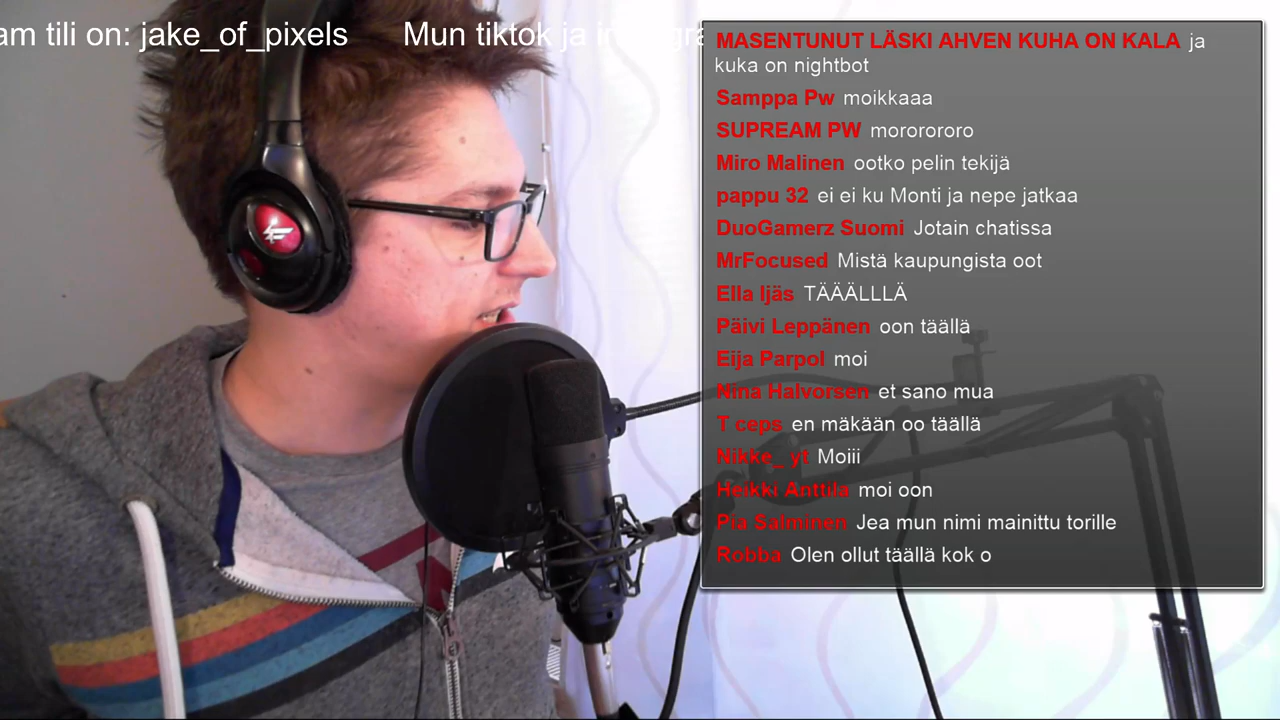 am tili on: jake_of_pixels Mun tiktok ja
MASENTUNUT LÄSKI AHVEN KUHA ON KALA ja
kuka on nightbot
Samppa Pw moikkaaa
SUPREAM PW mororororo
Miro Malinen ootko pelin tekijä
pappu 32 ei ei ku Monti ja nepe jatkaa
DuoGamerz Suomi Jotain chatissa
MrFocused Mistä kaupungista oot
Ella Ijäs TÄÄÄLLLÄ
Päivi Leppänen oon täällä
Eija Parpol moi
Nina Halvorsen et sano mua
T ceps en mäkään oo täällä
Nikke_ yt Moiii
Heikki Anttila moi oon
Pia Salminen Jea mun nimi mainittu torille
Robba Olen ollut täällä kok o